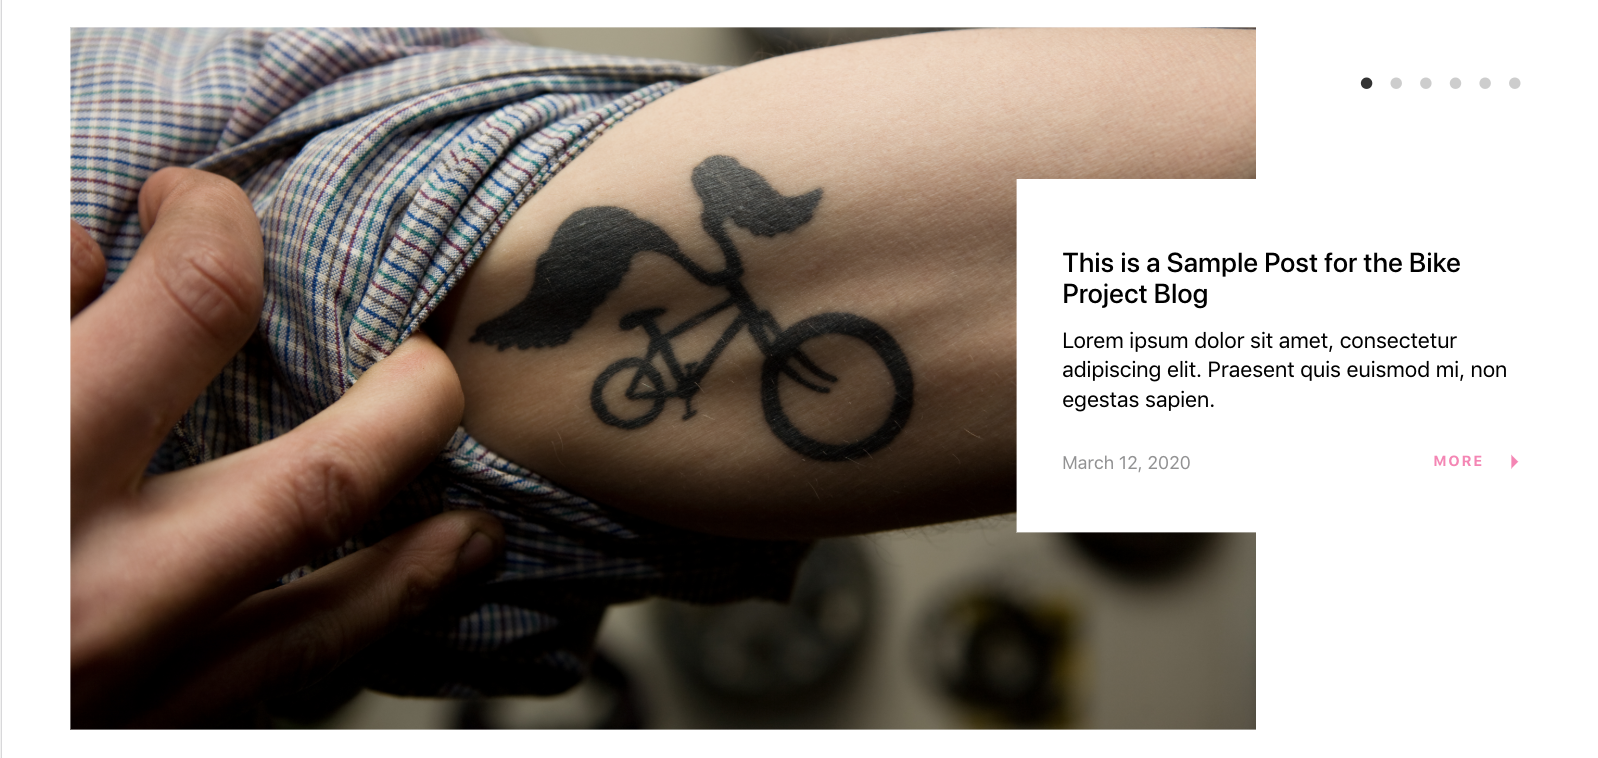 This is a Sample Post for the Bike
Project Blog
Lorem ipsum dolor sit amet, consectetur
adipiscing elit. Praesent quis euismod mi, non
egestas sapien.
March 12, 2020 MORE